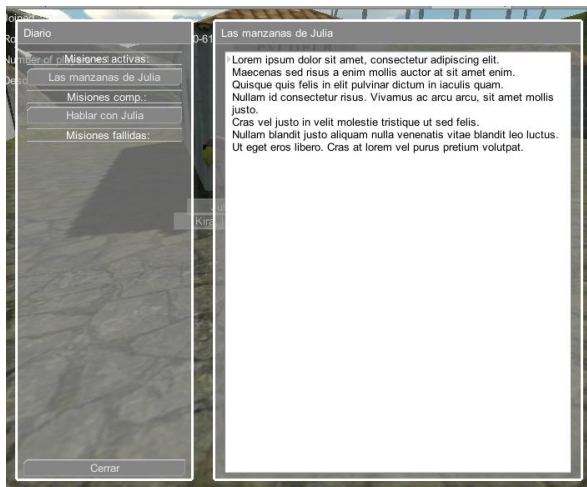 Diario
Misiones activas:
Las manzanas de Julia
Misiones comp.:
Hablar con Julia
Misiones fallidas:
Cerrar
Las manzanas de Julia
Lorem ipsum dolor sit amet, consectetur adipiscing elit.
Maecenas sed risus a enim mollis auctor at sit amet enim.
Quisque quis felis in elit pulvinar dictum in iaculis quam.
Nullam id consectetur risus. Vivamus ac arcu arcu, sit amet mollis
justo.
Cras vel justo in velit molestie tristique ut sed felis.
Nullam blandit justo aliquam nulla venenatis vitae blandit leo luctus.
Ut eget eros libero. Cras at lorem vel purus pretium volutpat.